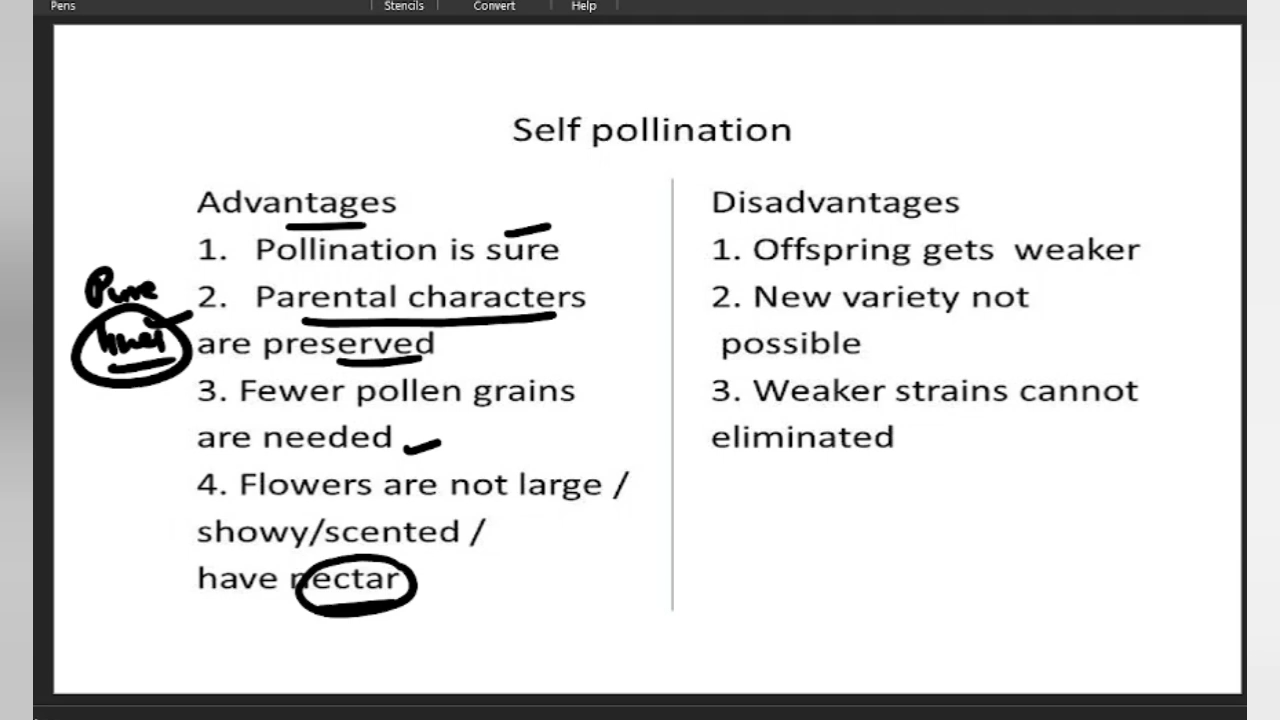 Pens Stencils Convert Help
Self pollination
Advantages
1. Pollination is sure
2. Parental characters
are preserved
3. Fewer pollen grains
are needed
4. Flowers are not large /
showy/scented /
have nectar
Pure
lines
Disadvantages
1. Offspring gets weaker
2. New variety not
possible
3. Weaker strains cannot
eliminated